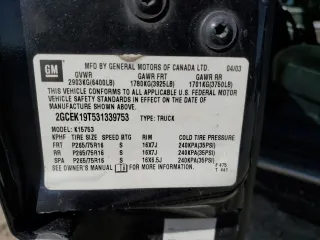 GM
MFD BY GENERAL MOTORS OF CANADA LTD. 04/03
GVWR GAWR FRT GAWR RR
2903KG(6400LB) 1780KG(3925LB) 1701KG(3750LB)
THIS VEHICLE CONFORMS TO ALL APPLICABLE U.S. FEDERAL MOTOR
VEHICLE SAFETY STANDARDS IN EFFECT ON THE DATE OF
MANUFACTURE SHOWN ABOVE.
2GCEK19T531339753 TYPE: TRUCK
MODEL: K15753
KPHF TIRE SIZE SPEED RTG RIM COLD TIRE PRESSURE
FRT P265/75R16 S 16X7J 240KPA(35PSI)
RR P265/75R16 S 16X7J 240KPA(35PSI)
SPA P265/75R16 S 16X6.5J 240KPA(35PSI)
SEE OWNER'S MANUAL FOR MORE INFORMATION.